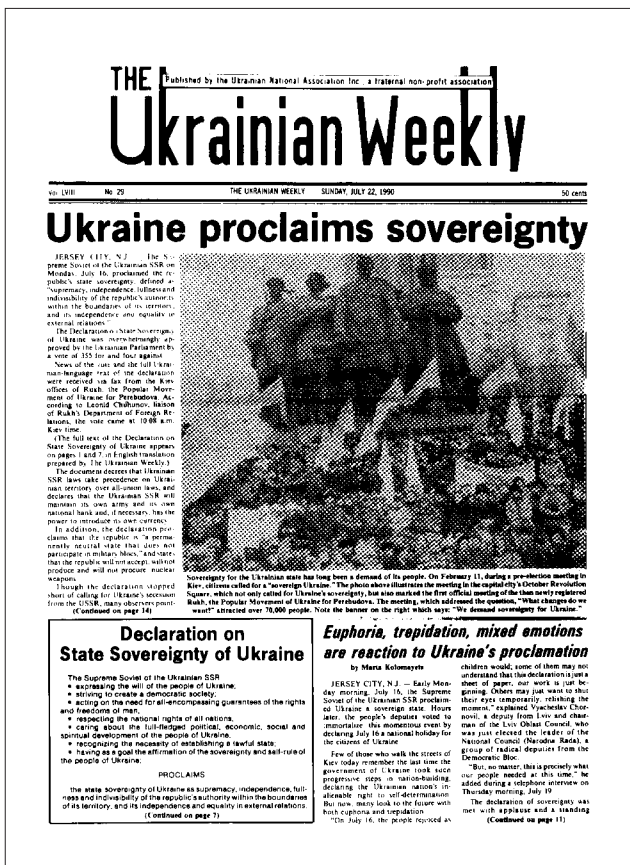 THE
Published by the Ukrainian National Association Inc., a fraternal non-profit association
Ukrainian Weekly
Vol. LVIII No. 29 THE UKRAINIAN WEEKLY SUNDAY, JULY 22, 1990 50 cents
Ukraine proclaims sovereignty
JERSEY CITY, N.J. — The Su-
preme Soviet of the Ukrainian SSR on
Monday, July 16, proclaimed the re-
public's state sovereignty, defined as
"supremacy, independence, fullness and
indivisibility of the republic's authority
within the boundaries of its territory,
and its independence and equality in
external relations."
The Declaration on State Sovereignty
of Ukraine was overwhelmingly ap-
proved by the Ukrainian Parliament by
a vote of 355 for and four against.
News of the vote and the full Ukrai-
nian-language text of the declaration
were received via fax from the Kiev
offices of Rukh, the Popular Move-
ment of Ukraine for Perebudova. Ac-
cording to Leonid Chuhunov, liaison
of Rukh's Department of Foreign Re-
lations, the vote came at 10:08 a.m.
Kiev time.
(The full text of the Declaration on
State Sovereignty of Ukraine appears
on pages 1 and 7, in English translation
prepared by The Ukrainian Weekly.)
The document decrees that Ukrainian
SSR laws take precedence on Ukrai-
nian territory over all-union laws, and
declares that the Ukrainian SSR will
maintain its own army and its own
national bank and, if necessary, has the
power to introduce its own currency.
In addition, the declaration pro-
claims that the republic is "a perma-
nently neutral state that does not
participate in military blocs," and states
that the republic will not accept, will not
produce and will not procure nuclear
weapons.
Though the declaration stopped
short of calling for Ukraine's secession
from the USSR, many observers point-
(Continued on page 14)
Sovereignty for the Ukrainian state has long been a demand of its people. On February 11, during a pre-election meeting in
Kiev, citizens called for a "sovereign Ukraine." The photo above illustrates the meeting in the capital city's October Revolution
Square, which not only called for Ukraine's sovereignty, but also marked the first official meeting of the then newly registered
Rukh, the Popular Movement of Ukraine for Perebudova. The meeting, which addressed the question, "What changes do we
want?" attracted over 70,000 people. Note the banner on the right which says: "We demand sovereignty for Ukraine."
Declaration on
State Sovereignty of Ukraine
The Supreme Soviet of the Ukrainian SSR
• expressing the will of the people of Ukraine;
• striving to create a democratic society;
• acting on the need for all-encompassing guarantees of the rights
and freedoms of man,
• respecting the national rights of all nations,
• caring about the full-fledged political, economic, social and
spiritual development of the people of Ukraine,
• recognizing the necessity of establishing a lawful state;
• having as a goal the affirmation of the sovereignty and self-rule of
the people of Ukraine;
PROCLAIMS
the state sovereignty of Ukraine as supremacy, independence, full-
ness and indivisibility of the republic's authority within the boundaries
of its territory, and its independence and equality in external relations.
(Continued on page 7)
Euphoria, trepidation, mixed emotions
are reaction to Ukraine's proclamation
by Marta Kolomayets
JERSEY CITY, N.J. — Early Mon-
day morning, July 16, the Supreme
Soviet of the Ukrainian SSR proclaim-
ed Ukraine a sovereign state. Hours
later, the people's deputies voted to
immortalize this momentous event by
declaring July 16 a national holiday for
the citizens of Ukraine.
Few of those who walk the streets of
Kiev today remember the last time the
government of Ukraine took such
progressive steps in nation-building,
declaring the Ukrainian nation's in-
alienable right to self-determination.
But now, many look to the future with
both euphoria and trepidation.
"On July 16, the people rejoiced as
children would; some of them may not
understand that this declaration is just a
sheet of paper, our work is just be-
ginning. Others may just want to shut
their eyes temporarily, relishing the
moment," explained Vyacheslav Chor-
novil, a deputy from Lviv and chair-
man of the Lviv Oblast Council, who
was just elected the leader of the
National Council (Narodna Rada), a
group of radical deputies from the
Democratic Bloc.
"But, no matter, this is precisely what
our people needed at this time," he
added during a telephone interview on
Thursday morning, July 19.
The declaration of sovereignty was
met with applause and a standing
(Continued on page 11)